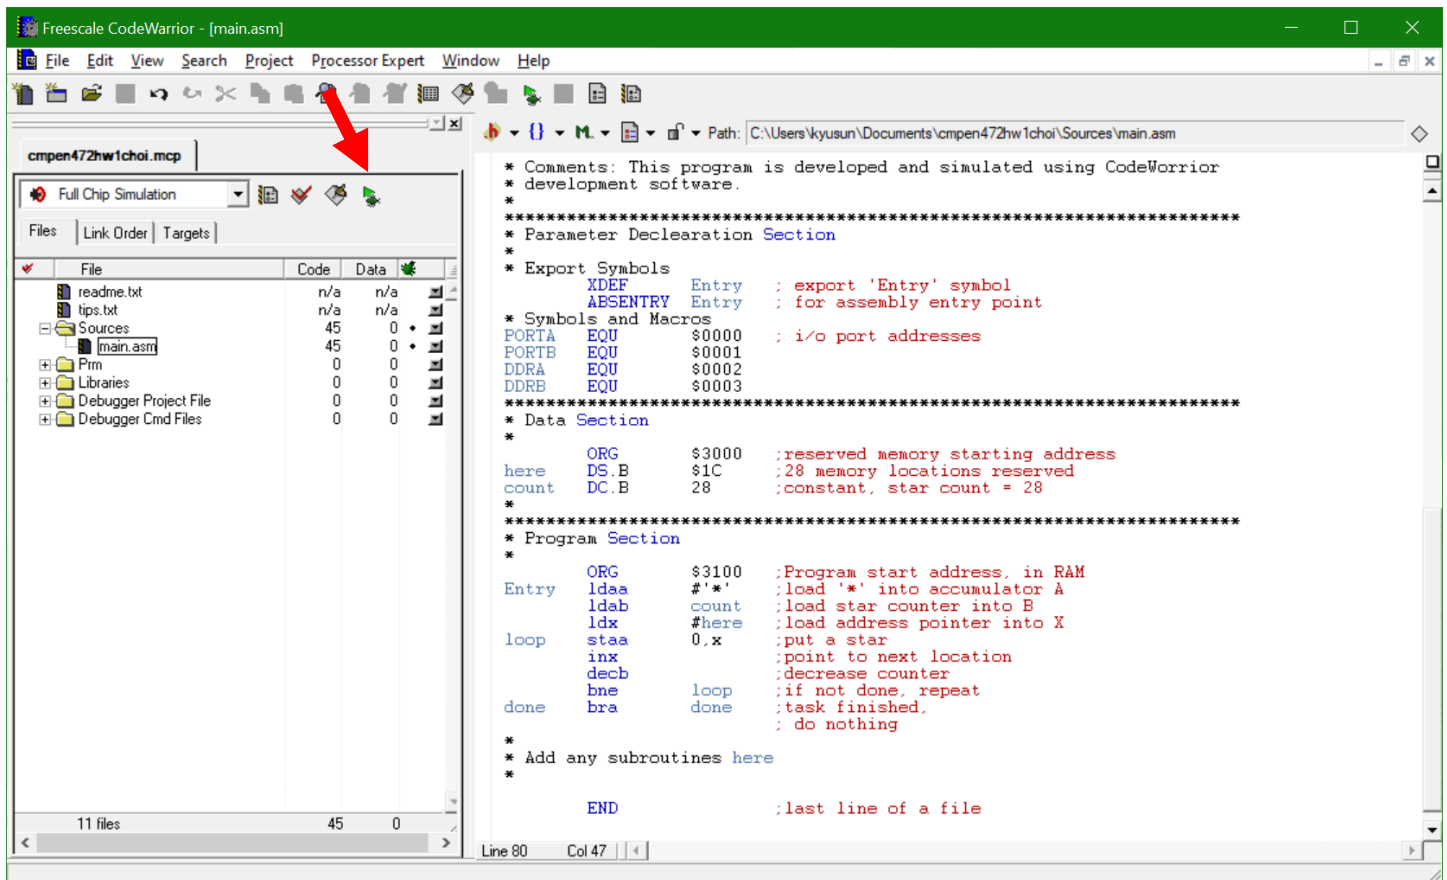 Freescale CodeWarrior - [main.asm]
File Edit View Search Project Processor Expert Window Help
cmpen472hw1choi.mcp
Full Chip Simulation
Files Link Order Targets
File Code Data
readme.txt n/a n/a
tips.txt n/a n/a
Sources 45 0
main.asm 45 0
Prm 0 0
Libraries 0 0
Debugger Project File 0 0
Debugger Cmd Files 0 0
11 files 45 0
h {} M. Path: C:\Users\kyusun\Documents\cmpen472hw1choi\Sources\main.asm
* Comments: This program is developed and simulated using CodeWorrior
* development software.
*
***********************************************************************
* Parameter Declearation Section
*
* Export Symbols
XDEF Entry ; export 'Entry' symbol
ABSENTRY Entry ; for assembly entry point
* Symbols and Macros
PORTA EQU $0000 ; i/o port addresses
PORTB EQU $0001
DDRA EQU $0002
DDRB EQU $0003
***********************************************************************
* Data Section
*
ORG $3000 ;reserved memory starting address
here DS.B $1C ;28 memory locations reserved
count DC.B 28 ;constant, star count = 28
*
***********************************************************************
* Program Section
*
ORG $3100 ;Program start address, in RAM
Entry ldaa #'*' ;load '*' into accumulator A
ldab count ;load star counter into B
ldx #here ;load address pointer into X
loop staa 0,x ;put a star
inx ;point to next location
decb ;decrease counter
bne loop ;if not done, repeat
done bra done ;task finished,
; do nothing
*
* Add any subroutines here
*
END ;last line of a file
Line 80 Col 47